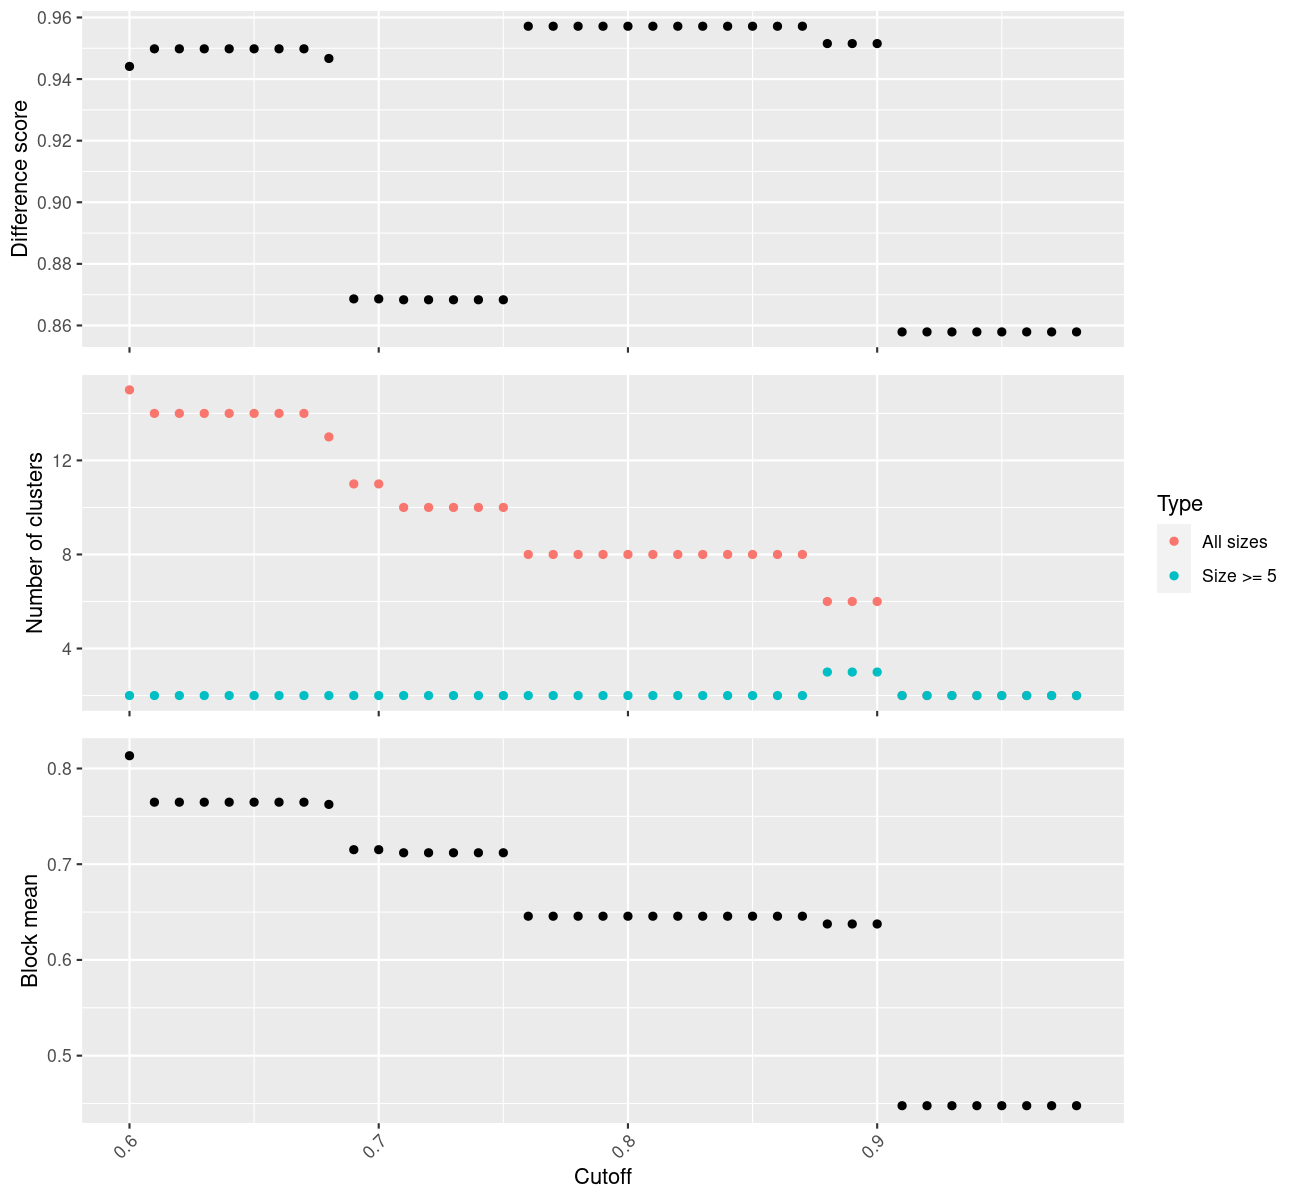 Difference score
0.96
0.94
0.92
0.90
0.88
0.86
Number of clusters
12
8
4
Type
All sizes
Size >= 5
Block mean
0.8
0.7
0.6
0.5
0.6 0.7 0.8 0.9
Cutoff